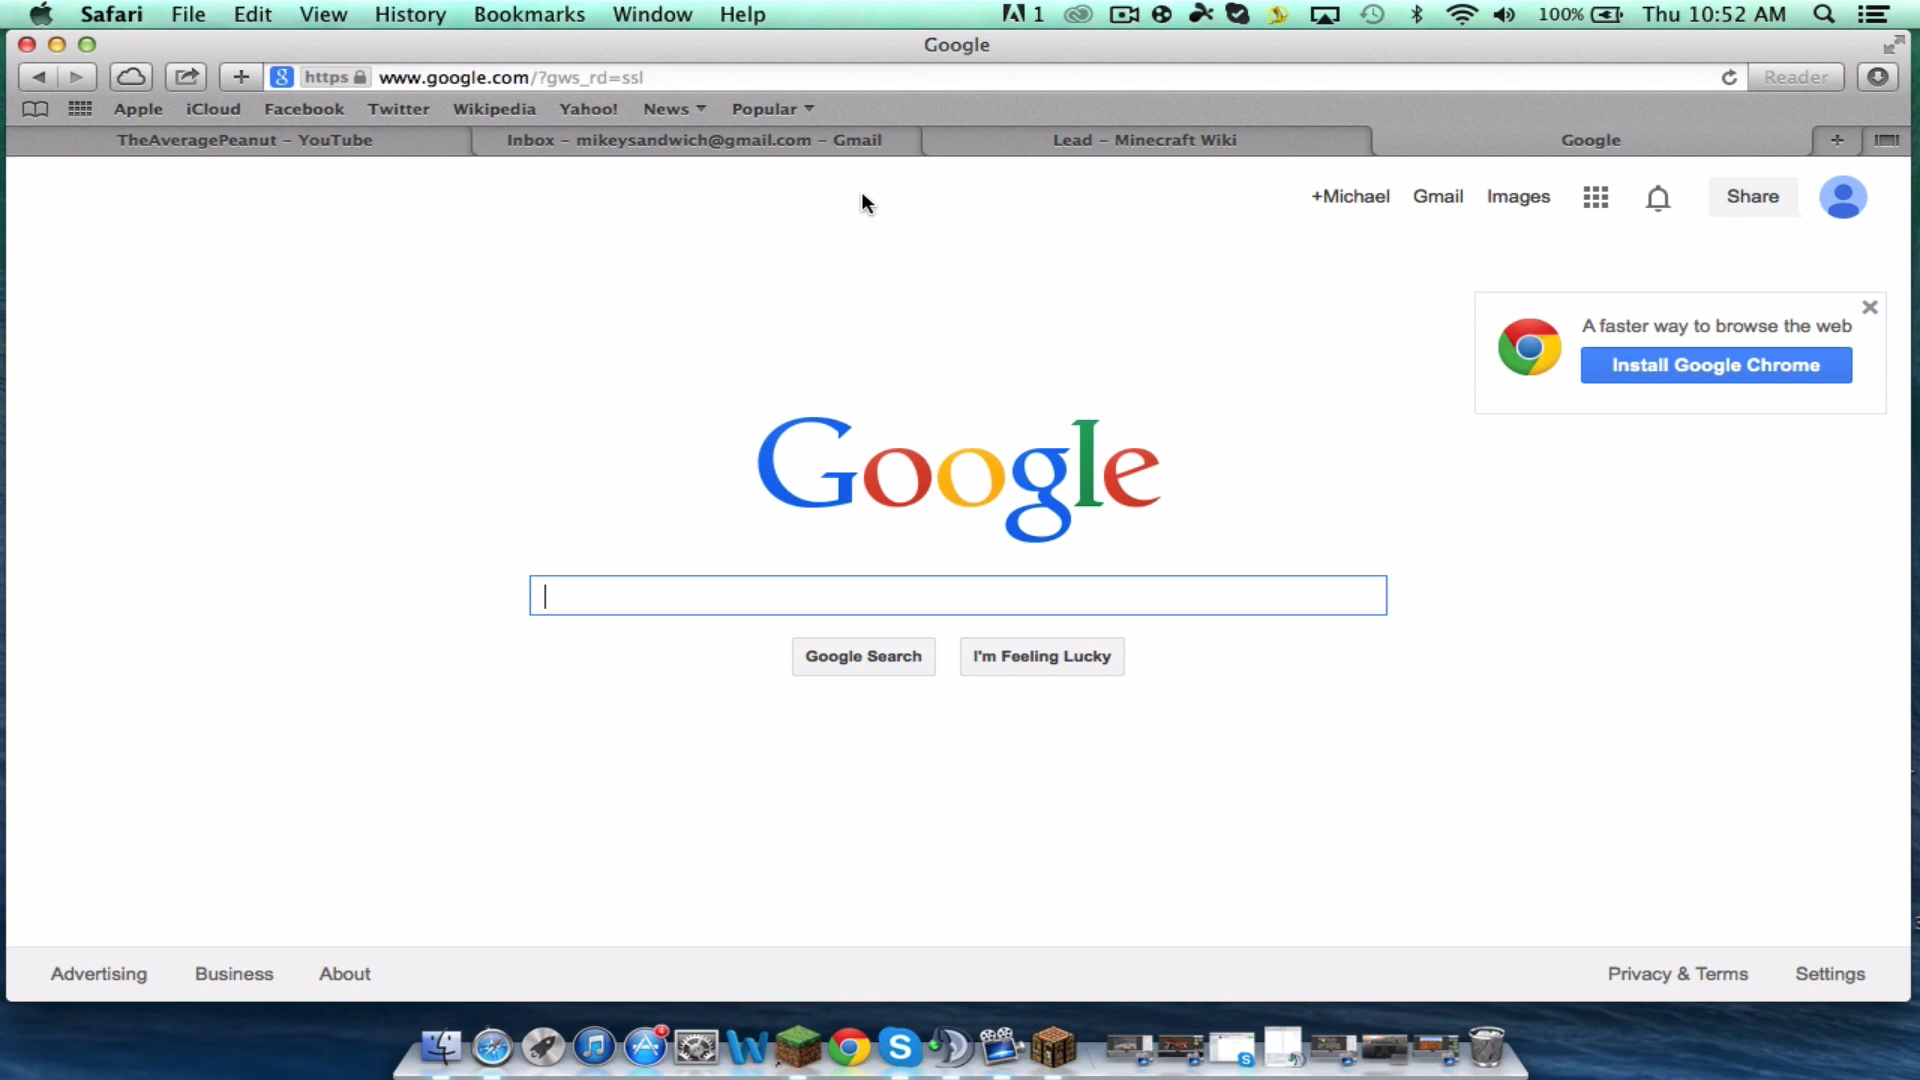 Safari File Edit View History Bookmarks Window Help 1 100% Thu 10:52 AM
Google
https www.google.com/?gws_rd=ssl Reader
Apple iCloud Facebook Twitter Wikipedia Yahoo! News Popular
TheAveragePeanut – YouTube Inbox – mikeysandwich@gmail.com – Gmail Lead – Minecraft Wiki Google
+Michael Gmail Images Share
A faster way to browse the web
Install Google Chrome
Google
Google Search I'm Feeling Lucky
Advertising Business About Privacy & Terms Settings